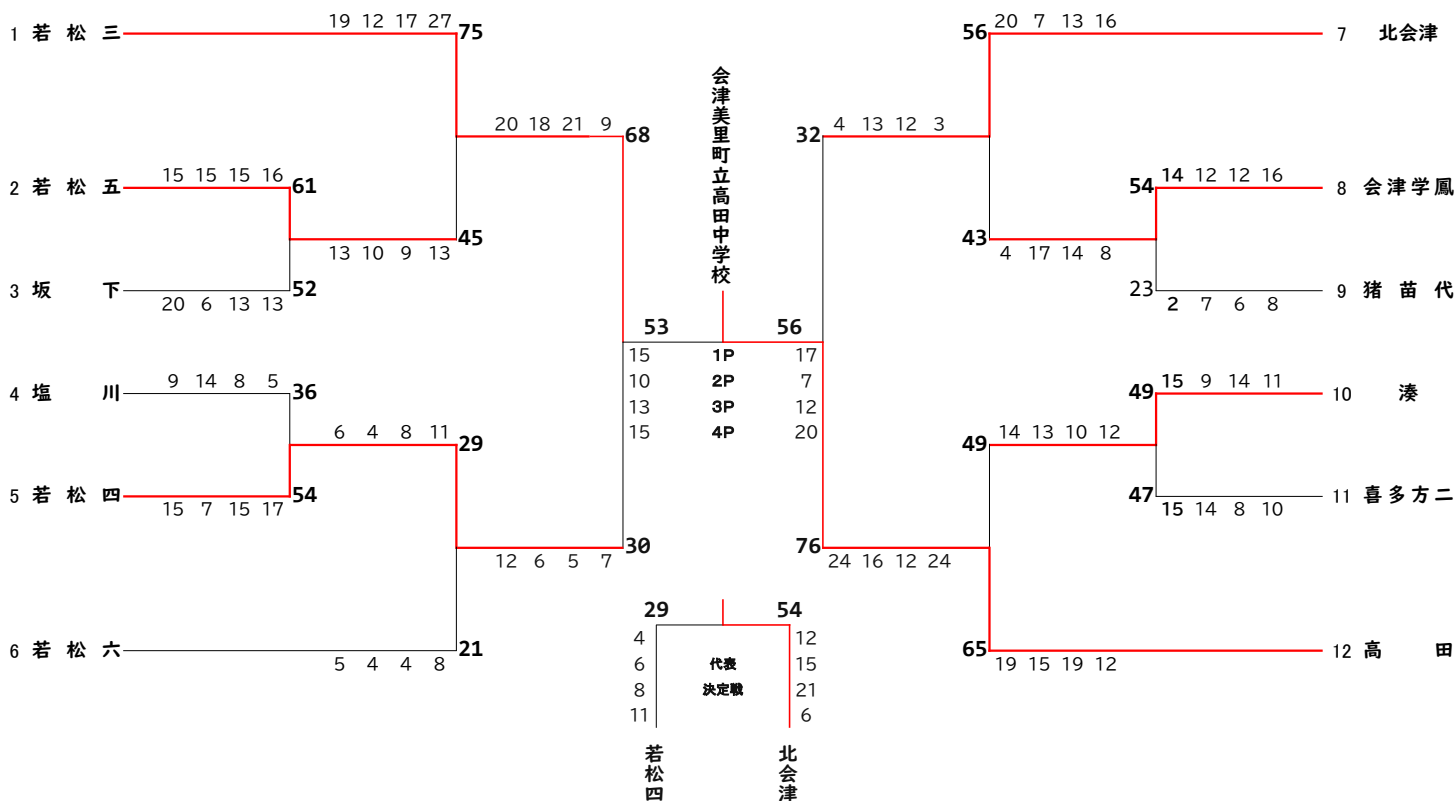 19 12 17 27 75
1 若松三
20 18 21 9 68
15 15 15 16 61
2 若松五
45
13 10 9 13
3 坂下
20 6 13 13 52
9 14 8 5 36
4 塩川
6 4 8 11 29
5 若松四
15 7 15 17 54
30
12 6 5 7
6 若松六
5 4 4 8 21
会津美里町立高田中学校
53 56
15 1P 17
10 2P 7
13 3P 12
15 4P 20
29 54
4 12
6 代表 15
8 決定戦 21
11 6
若松四
北会津
56 20 7 13 16
7 北会津
32 4 13 12 3
54 14 12 12 16
8 会津学鳳
43
4 17 14 8
23
2 7 6 8
9 猪苗代
49 15 9 14 11
10 湊
49 14 13 10 12
47
15 14 8 10
11 喜多方二
76
24 16 12 24
65
19 15 19 12
12 高田